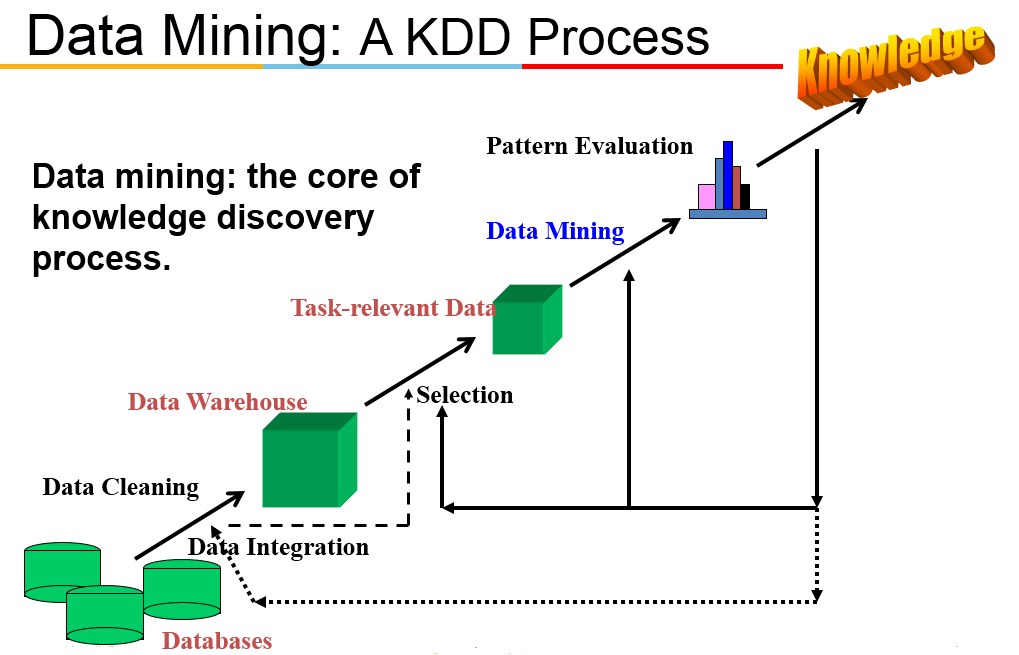 Data Mining: A KDD Process
Knowledge
Pattern Evaluation
Data mining: the core of
knowledge discovery
process.
Data Mining
Task-relevant Data
Selection
Data Warehouse
Data Cleaning
Data Integration
Databases